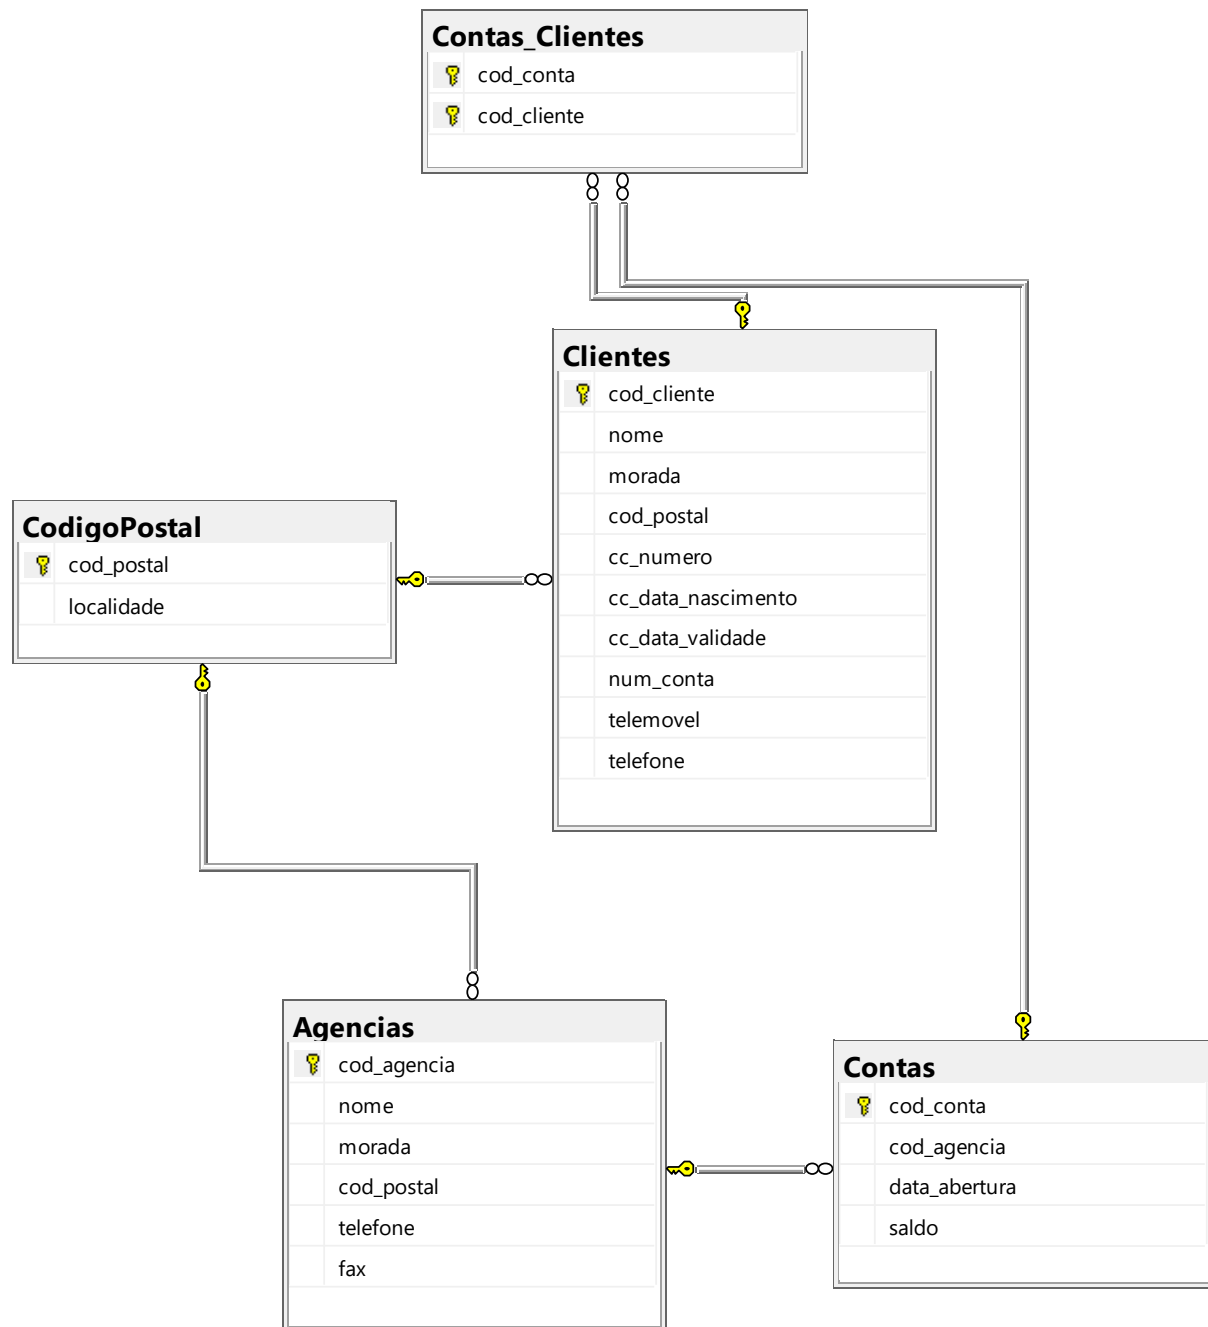 Contas_Clientes
cod_conta
cod_cliente
Clientes
cod_cliente
nome
morada
cod_postal
cc_numero
cc_data_nascimento
cc_data_validade
num_conta
telemovel
telefone
CodigoPostal
cod_postal
localidade
Agencias
cod_agencia
nome
morada
cod_postal
telefone
fax
Contas
cod_conta
cod_agencia
data_abertura
saldo